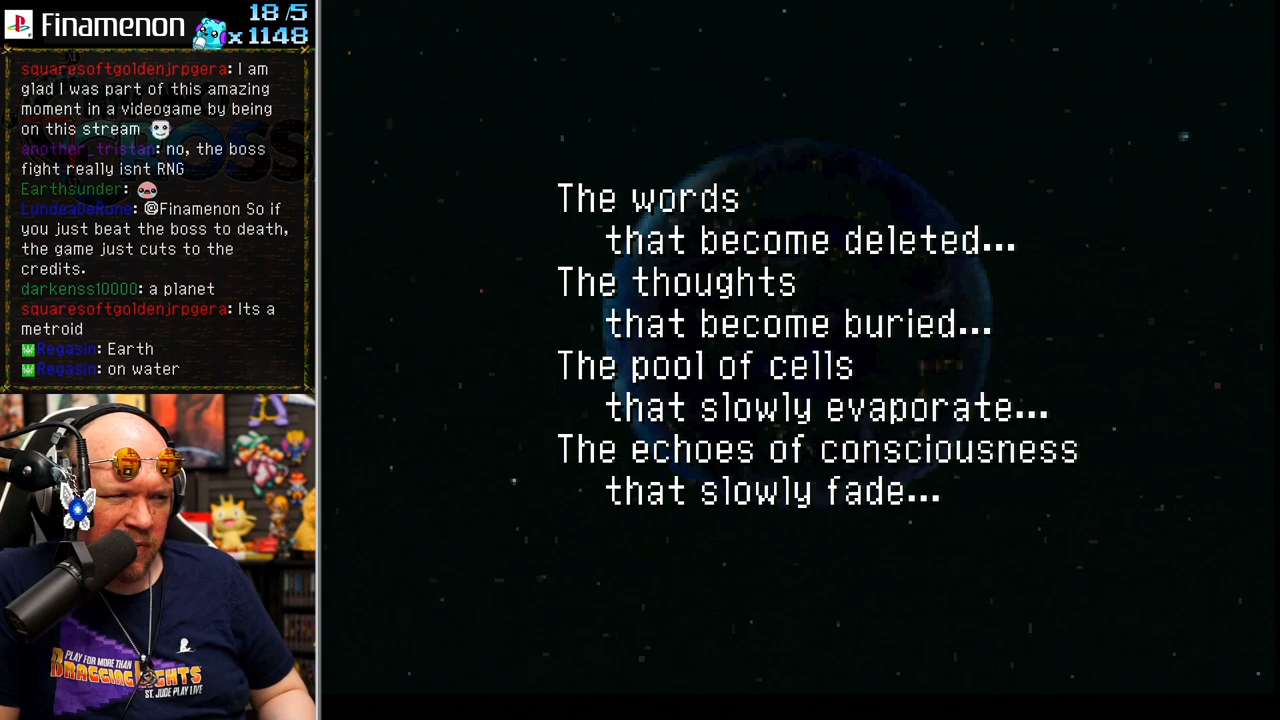 Finamenon
18/5
x1148
squaresoftgoldenjrpgera: I am
glad I was part of this amazing
moment in a videogame by being
on this stream
another_tristan: no, the boss
fight really isnt RNG
Earthsunder:
LundeaDeRune: @Finamenon So if
you just beat the boss to death,
the game just cuts to the
credits.
darkenss10000: a planet
squaresoftgoldenjrpgera: Its a
metroid
Regasin: Earth
Regasin: on water
The words
that become deleted...
The thoughts
that become buried...
The pool of cells
that slowly evaporate...
The echoes of consciousness
that slowly fade...
PLAY FOR MORE THAN
BRAGGING RIGHTS
ST. JUDE PLAY LIVE